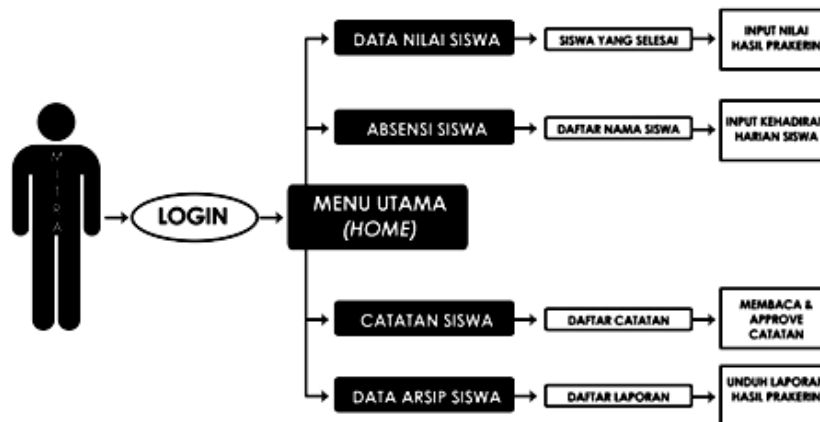 MITRA
LOGIN
MENU UTAMA
(HOME)
DATA NILAI SISWA
SISWA YANG SELESAI
INPUT NILAI
HASIL PRAKERIN
ABSENSI SISWA
DAFTAR NAMA SISWA
INPUT KEHADIRAN
HARIAN SISWA
CATATAN SISWA
DAFTAR CATATAN
MEMBACA &
APPROVE
CATATAN
DATA ARSIP SISWA
DAFTAR LAPORAN
UNDUH LAPORAN
HASIL PRAKERIN